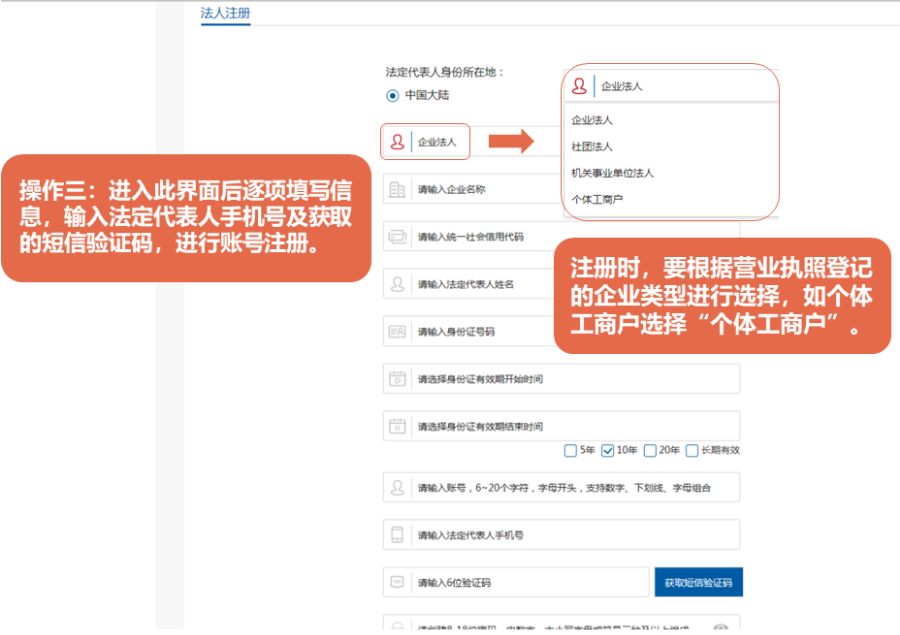 法人注册
法定代表人身份所在地：
中国大陆
企业法人
企业法人
企业法人
社团法人
机关事业单位法人
个体工商户
操作三：进入此界面后逐项填写信
息，输入法定代表人手机号及获取
的短信验证码，进行账号注册。
请输入企业名称
请输入统一社会信用代码
注册时，要根据营业执照登记
的企业类型进行选择，如个体
工商户选择“个体工商户”。
请输入法定代表人姓名
请输入身份证号码
请选择身份证有效期开始时间
请选择身份证有效期结束时间
5年 10年 20年 长期有效
请输入账号，6~20个字符，字母开头，支持数字、下划线、字母组合
请输入法定代表人手机号
请输入6位验证码
获取短信验证码